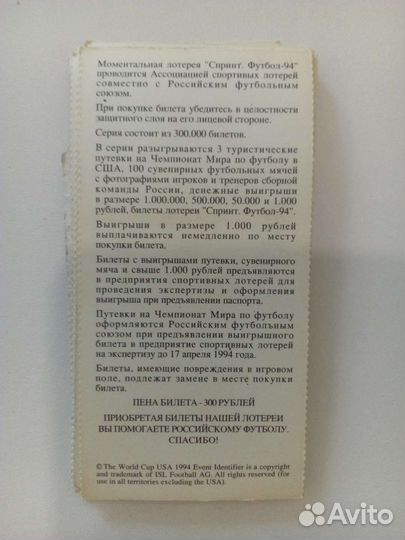 Моментальная лотерея "Спринт. Футбол-94"
проводится Ассоциацией спортивых лотерей
совместно с Российским футбольным
союзом.
При покупке билета убедитесь в целостности
защитного слоя на его лицевой стороне.
Серия состоит из 300.000 билетов.
В серии разыгрываются 3 туристические
путевки на Чемпионат Мира по футболу в
США, 100 сувенирных футбольных мячей
с фотографиями игроков и тренеров сборной
команды России, денежные выигрыши
в размере 1.000.000, 500.000, 50.000 и 1.000
рублей, билеты лотереи "Спринт. Футбол-94".
Выигрыши в размере 1.000 рублей
выплачиваются немедленно по месту
покупки билета.
Билеты с выигрышами путевки, сувенирного
мяча и свыше 1.000 рублей предъявляются
в предприятия спортивных лотерей для
проведения экспертизы и оформления
выигрыша при предъявлении паспорта.
Путевки на Чемпионат Мира по футболу
оформляются Российским футбольным
союзом при предъявлении выигрышного
билета в предприятие спортивных лотерей
на экспертизу до 17 апреля 1994 года.
Билеты, имеющие повреждения в игровом
поле, подлежат замене в месте покупки
билета.
ЦЕНА БИЛЕТА - 300 РУБЛЕЙ
ПРИОБРЕТАЯ БИЛЕТЫ НАШЕЙ ЛОТЕРЕИ
ВЫ ПОМОГАЕТЕ РОССИЙСКОМУ ФУТБОЛУ.
СПАСИБО!
©The World Cup USA 1994 Event Identifier is a copyright
and trademark of ISL Football AG. All rights reserved (for
use in all territories excluding the USA).
Avito